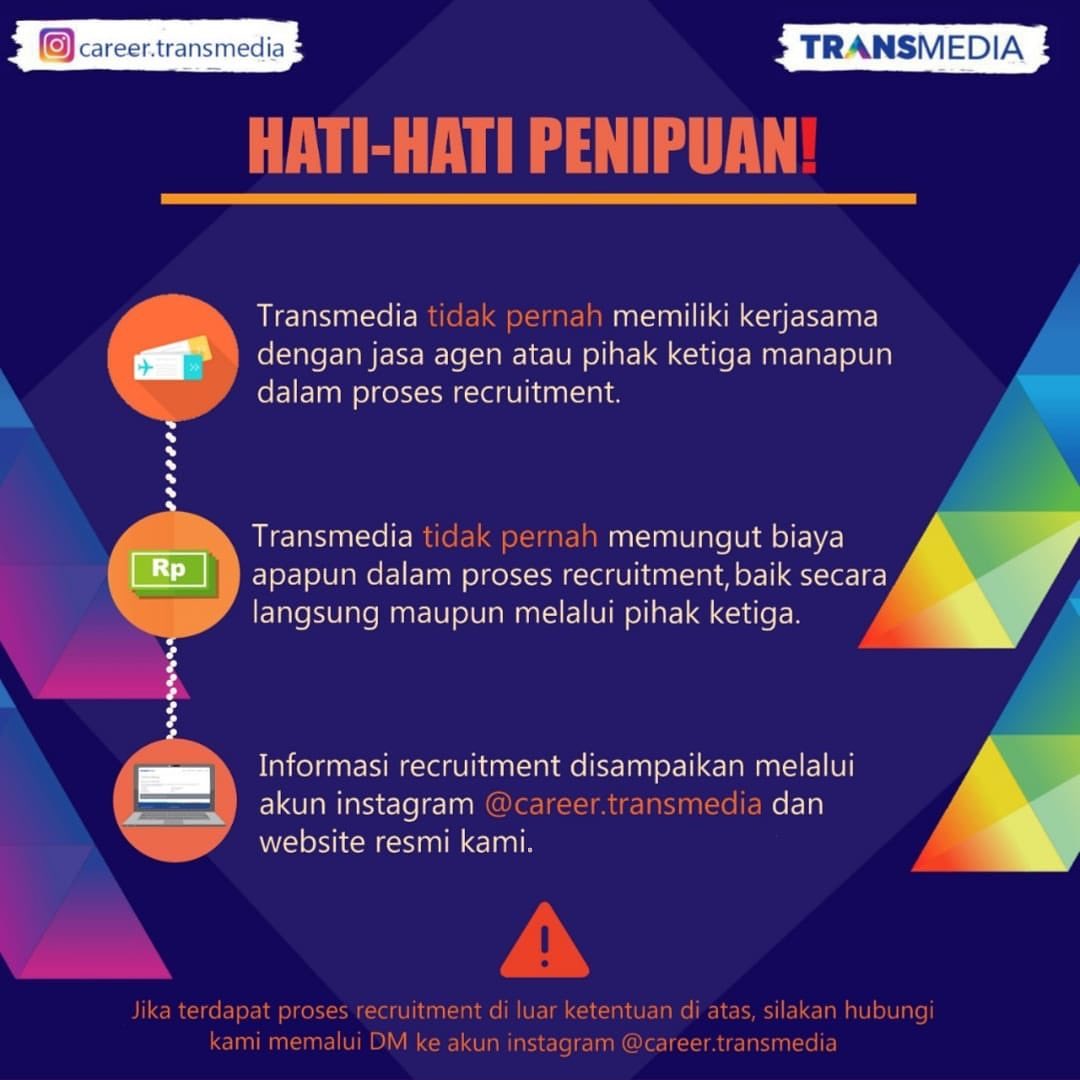 career.transmedia
TRANSMEDIA
HATI-HATI PENIPUAN!
Transmedia tidak pernah memiliki kerjasama
dengan jasa agen atau pihak ketiga manapun
dalam proses recruitment.
Rp
Transmedia tidak pernah memungut biaya
apapun dalam proses recruitment, baik secara
langsung maupun melalui pihak ketiga.
Informasi recruitment disampaikan melalui
akun instagram @career.transmedia dan
website resmi kami.
Jika terdapat proses recruitment di luar ketentuan di atas, silakan hubungi
kami memalui DM ke akun instagram @career.transmedia